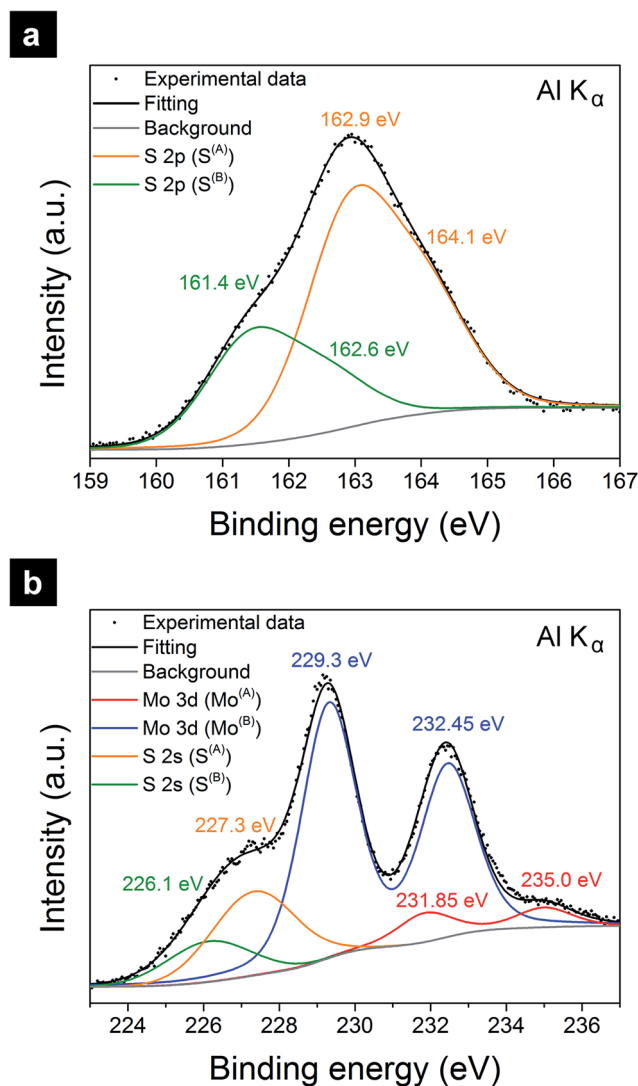 a
Experimental data
Fitting
Background
S 2p (S(A))
S 2p (S(B))
Al Kα
162.9 eV
164.1 eV
161.4 eV
162.6 eV
Intensity (a.u.)
159 160 161 162 163 164 165 166 167
Binding energy (eV)
b
Experimental data
Fitting
Background
Mo 3d (Mo(A))
Mo 3d (Mo(B))
S 2s (S(A))
S 2s (S(B))
Al Kα
229.3 eV
232.45 eV
227.3 eV
226.1 eV
231.85 eV
235.0 eV
Intensity (a.u.)
224 226 228 230 232 234 236
Binding energy (eV)